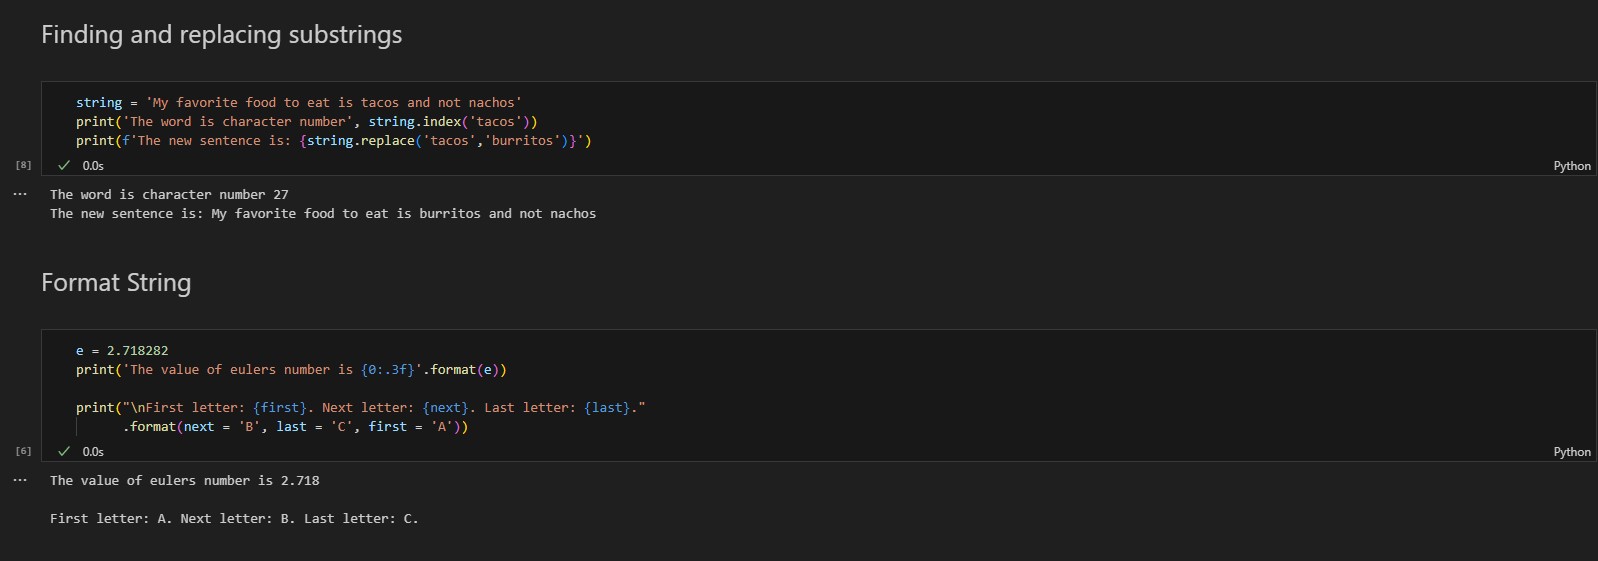 Finding and replacing substrings
string = 'My favorite food to eat is tacos and not nachos'
print('The word is character number', string.index('tacos'))
print(f'The new sentence is: {string.replace('tacos','burritos')}')
[8]
0.0s
Python
...
The word is character number 27
The new sentence is: My favorite food to eat is burritos and not nachos
Format String
e = 2.718282
print('The value of eulers number is {0:.3f}'.format(e))
print("\nFirst letter: {first}. Next letter: {next}. Last letter: {last}."
.format(next = 'B', last = 'C', first = 'A'))
[6]
0.0s
Python
...
The value of eulers number is 2.718
First letter: A. Next letter: B. Last letter: C.